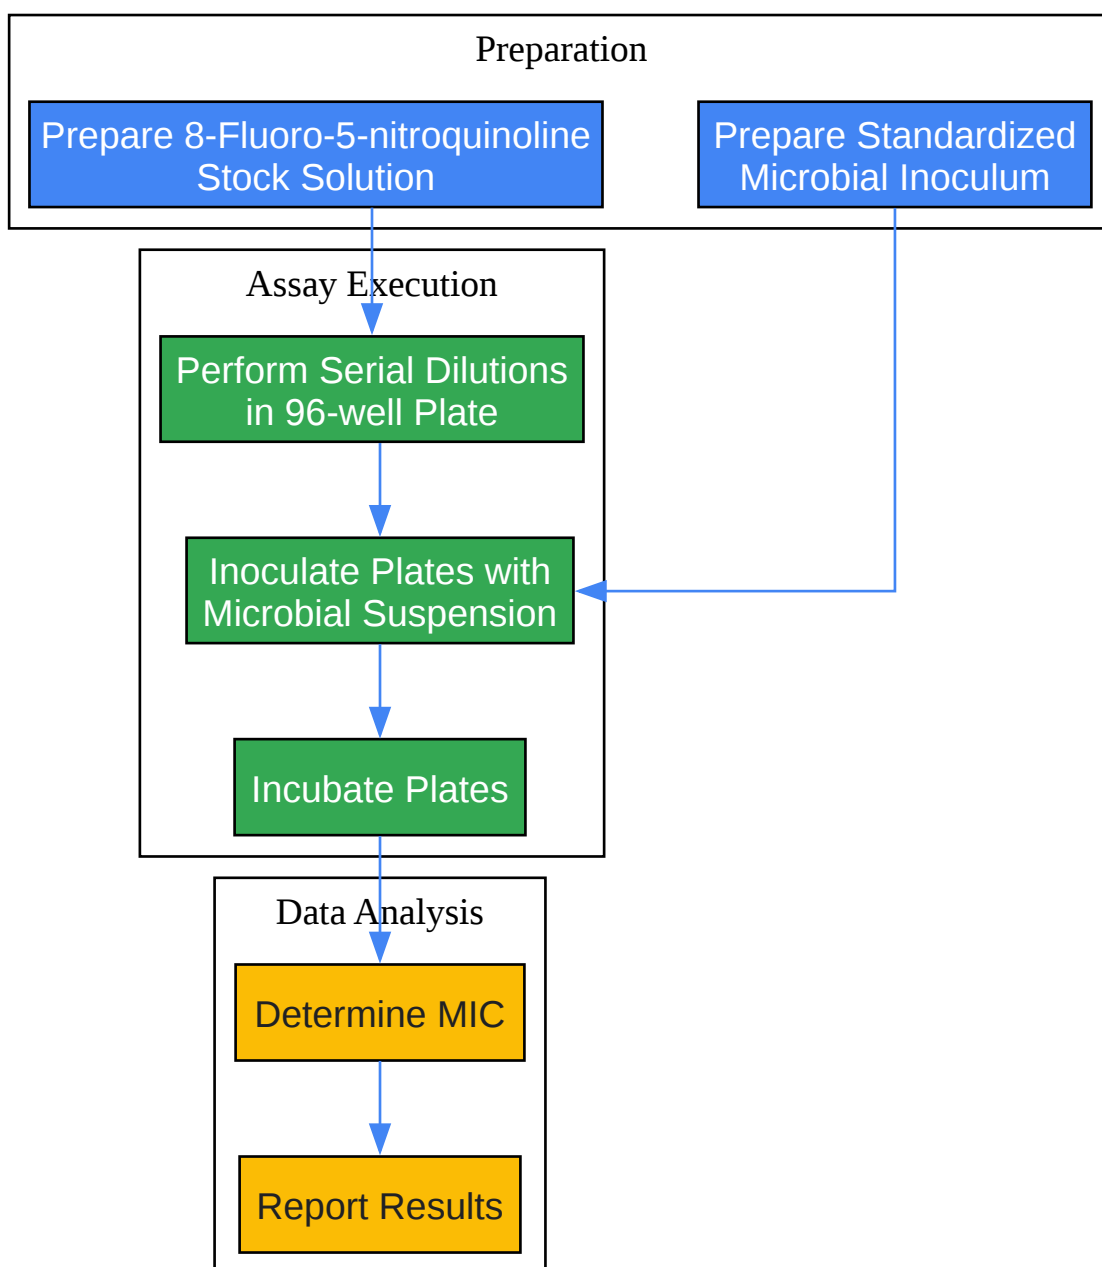 Preparation
Prepare 8-Fluoro-5-nitroquinoline
Stock Solution
Prepare Standardized
Microbial Inoculum
Assay Execution
Perform Serial Dilutions
in 96-well Plate
Inoculate Plates with
Microbial Suspension
Incubate Plates
Data Analysis
Determine MIC
Report Results